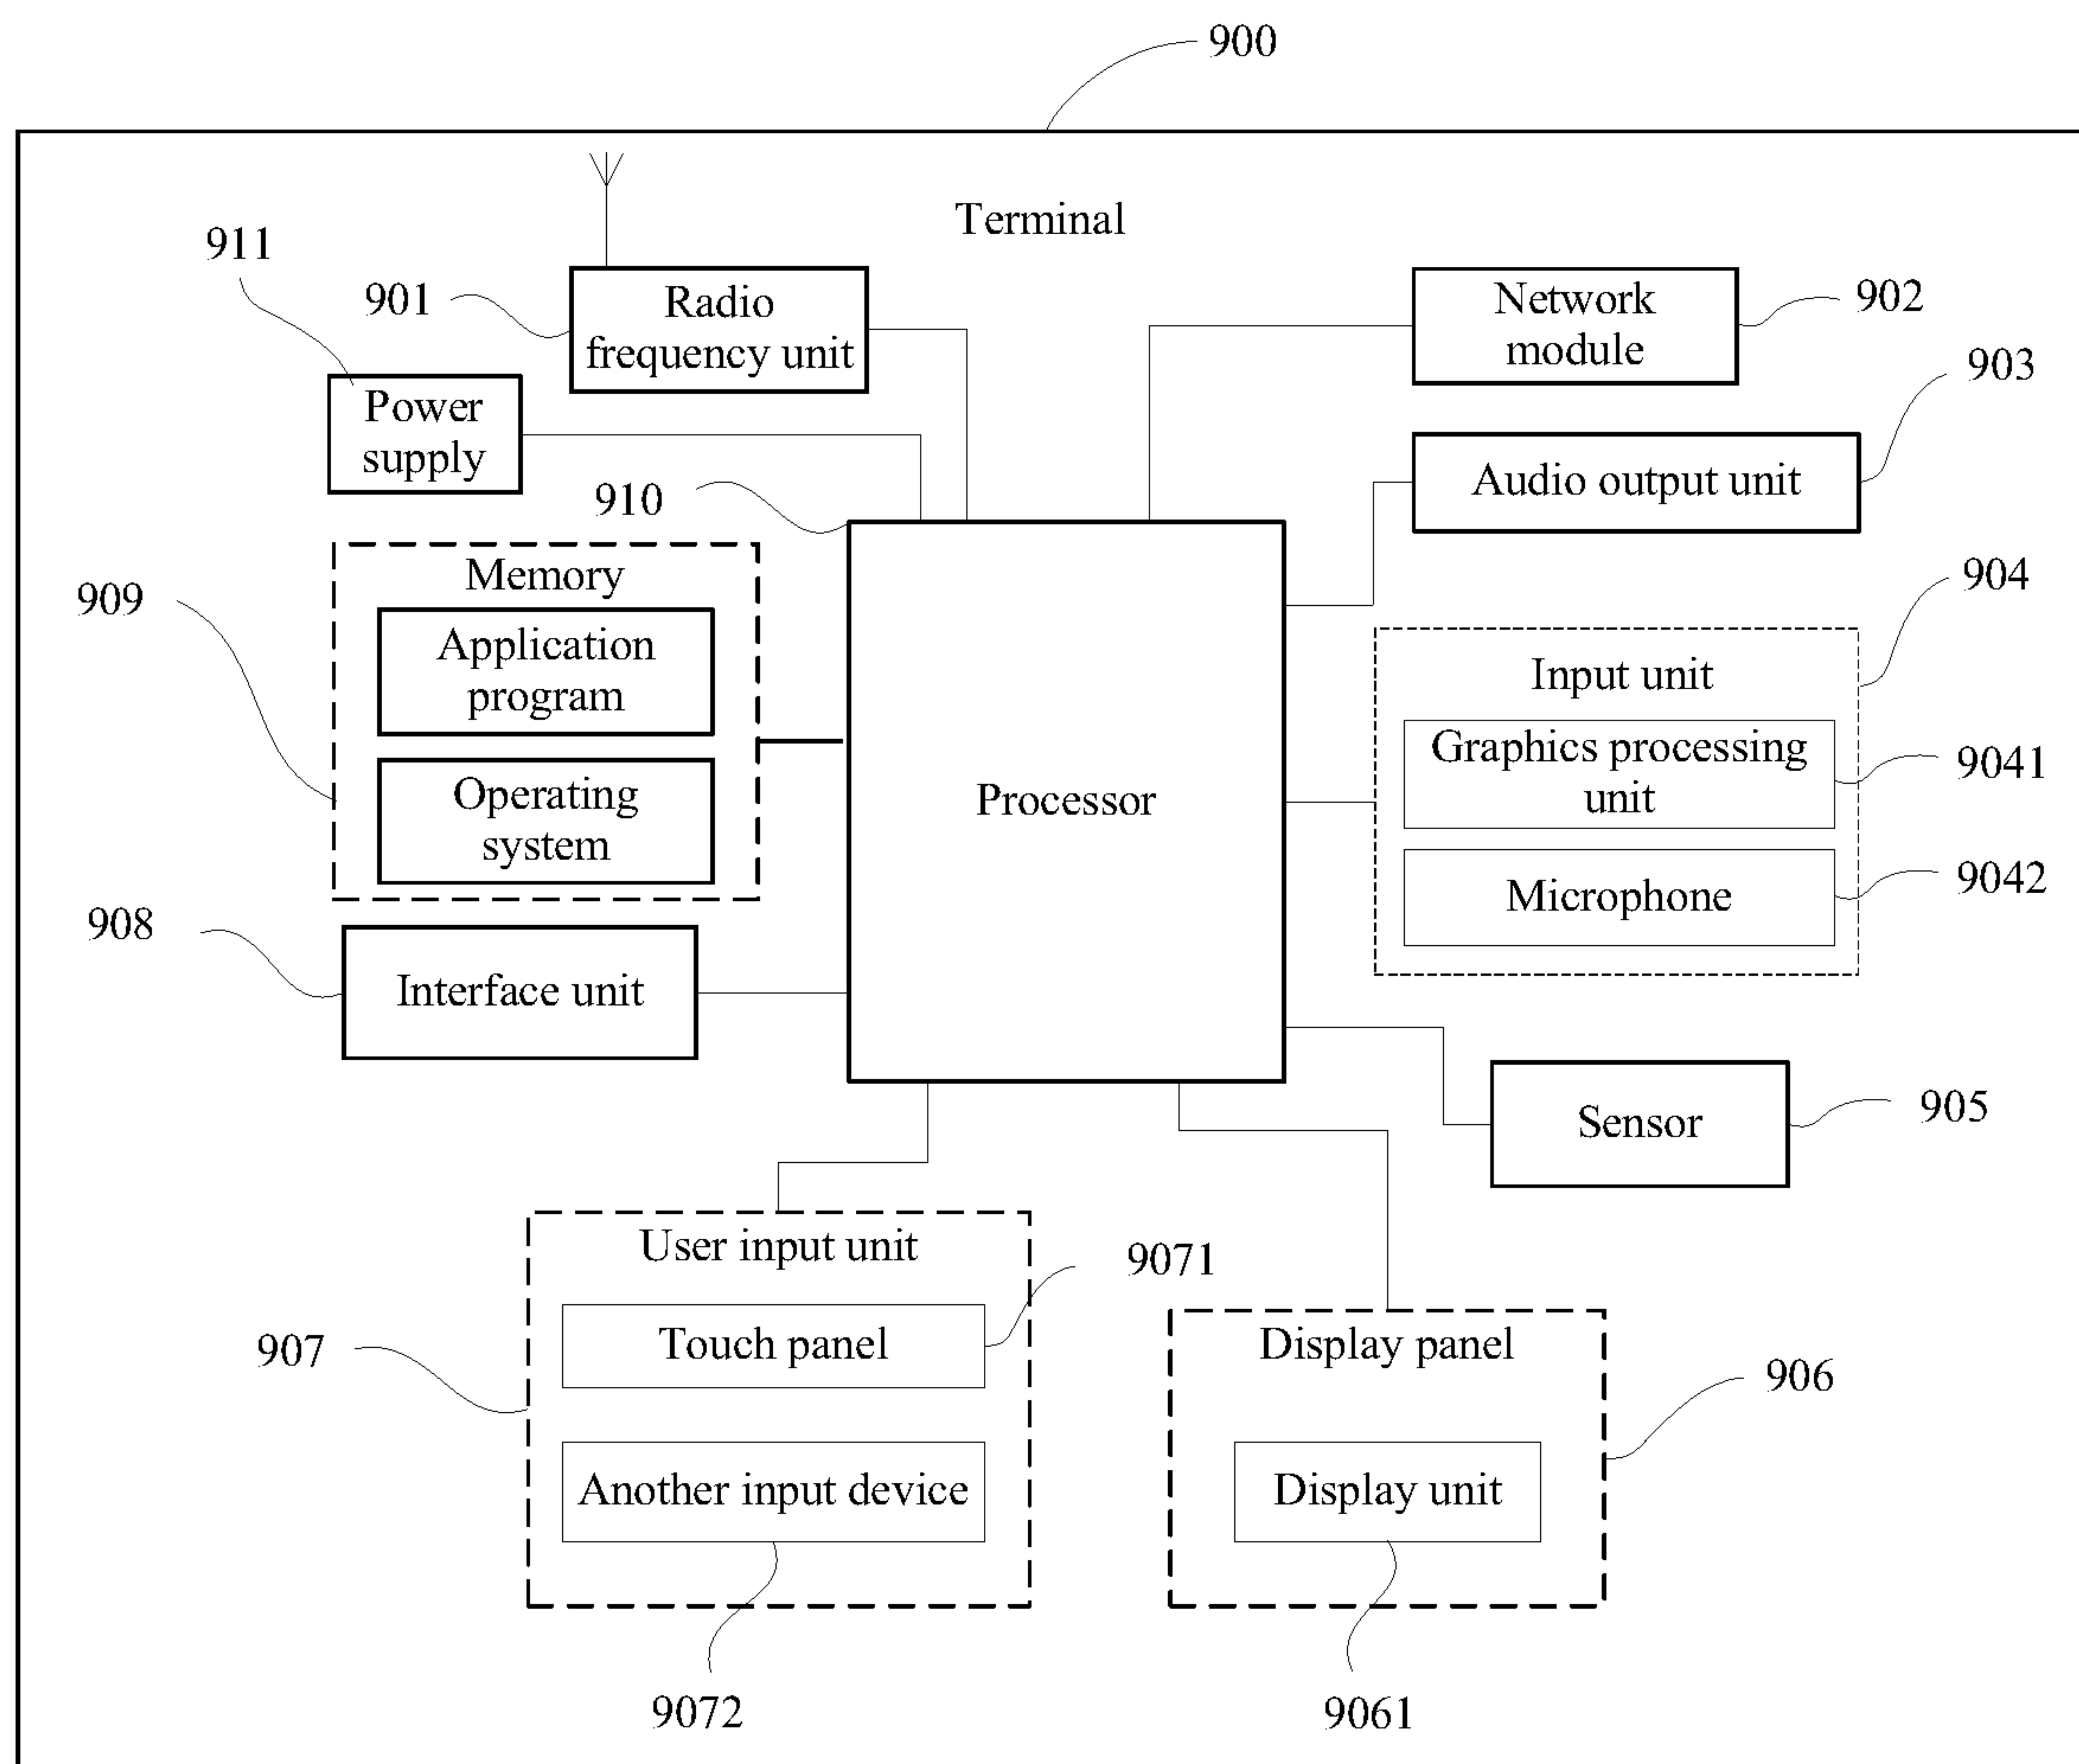 900
Terminal
911
901
Radio
frequency unit
Network
module
902
903
Power
supply
Audio output unit
910
904
909
Memory
Application
program
Operating
system
Processor
Input unit
Graphics processing
unit
9041
Microphone
9042
908
Interface unit
Sensor
905
User input unit
9071
907
Touch panel
Another input device
9072
Display panel
906
Display unit
9061